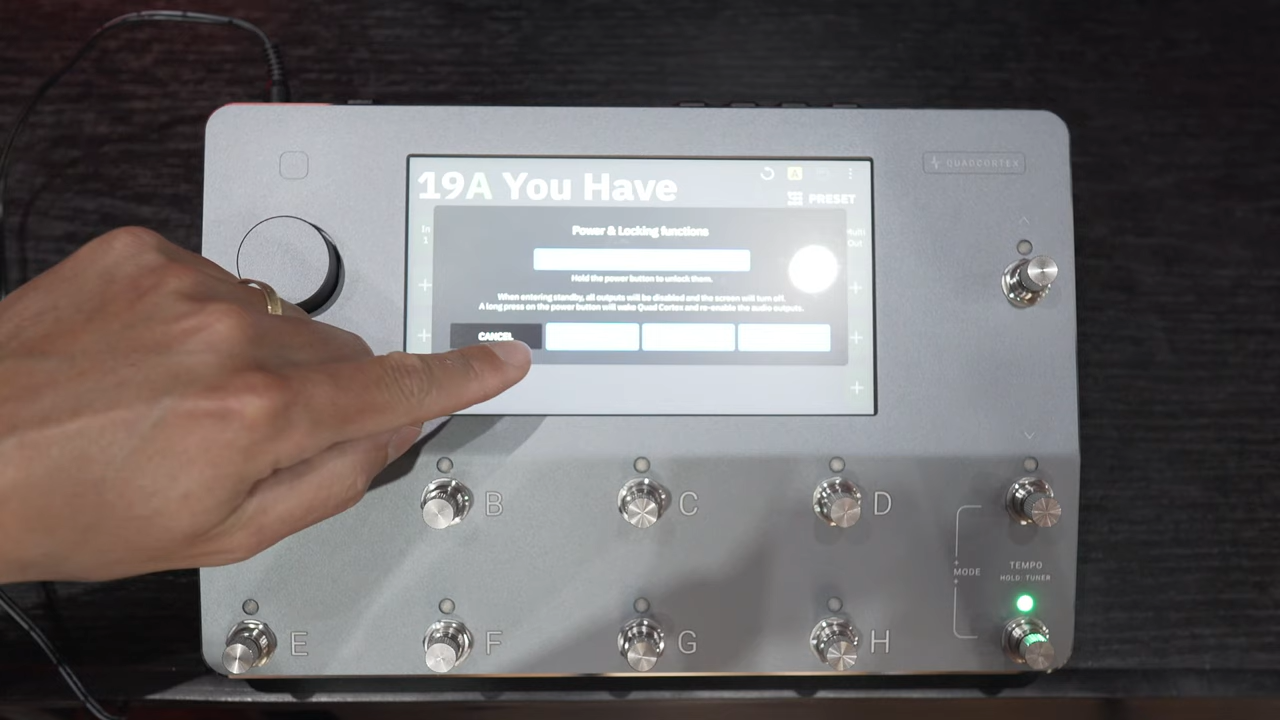 QUAD CORTEX
19A You Have
PRESET
In
1
Multi
Out
Power & Locking functions
Hold the power button to unlock them.
When entering standby, all outputs will be disabled and the screen will turn off.
A long press on the power button will wake Quad Cortex and re-enable the audio outputs.
CANCEL
B
C
D
MODE
TEMPO
HOLD: TUNER
E
F
G
H